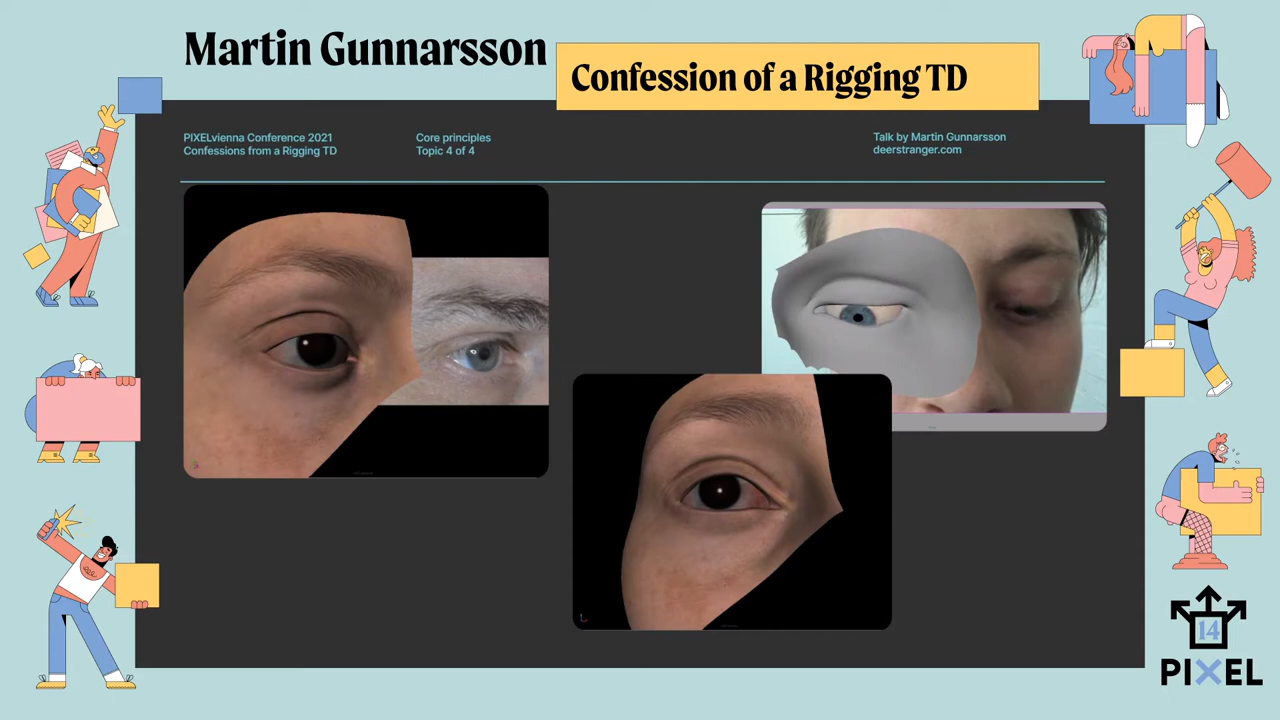 Martin Gunnarsson
Confession of a Rigging TD
PIXELvienna Conference 2021
Confessions from a Rigging TD
Core principles
Topic 4 of 4
Talk by Martin Gunnarsson
deerstranger.com
14
PIXEL